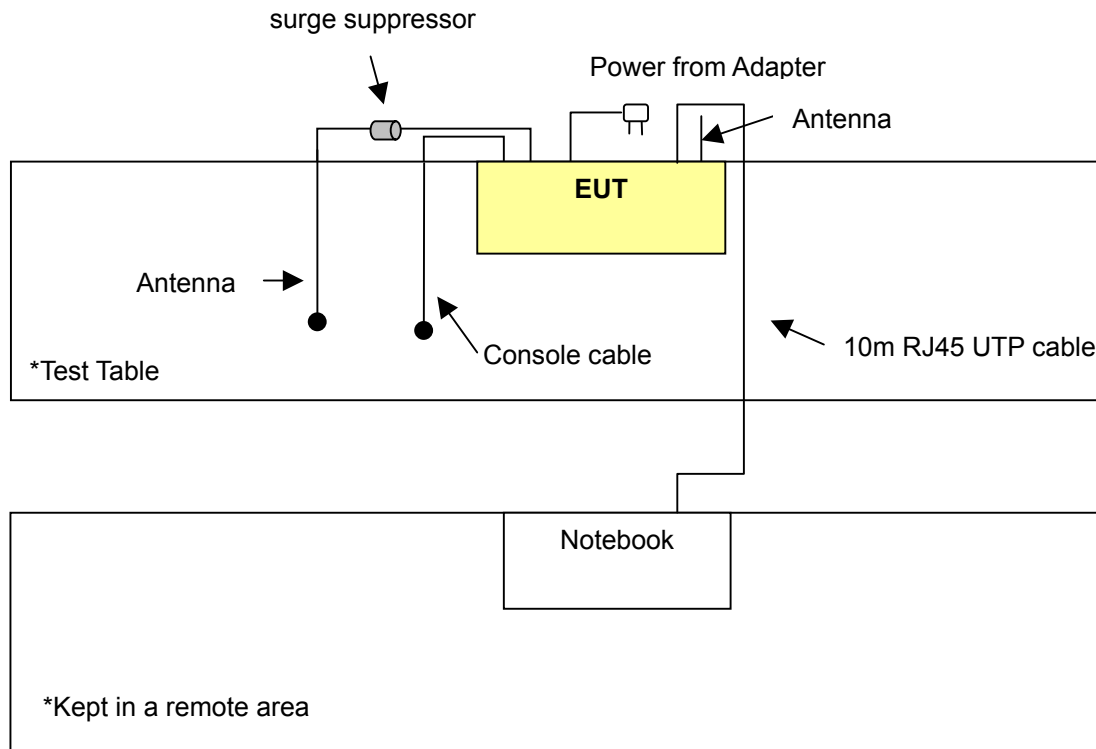 surge suppressor
Power from Adapter
Antenna
EUT
Antenna
Console cable
10m RJ45 UTP cable
*Test Table
Notebook
*Kept in a remote area